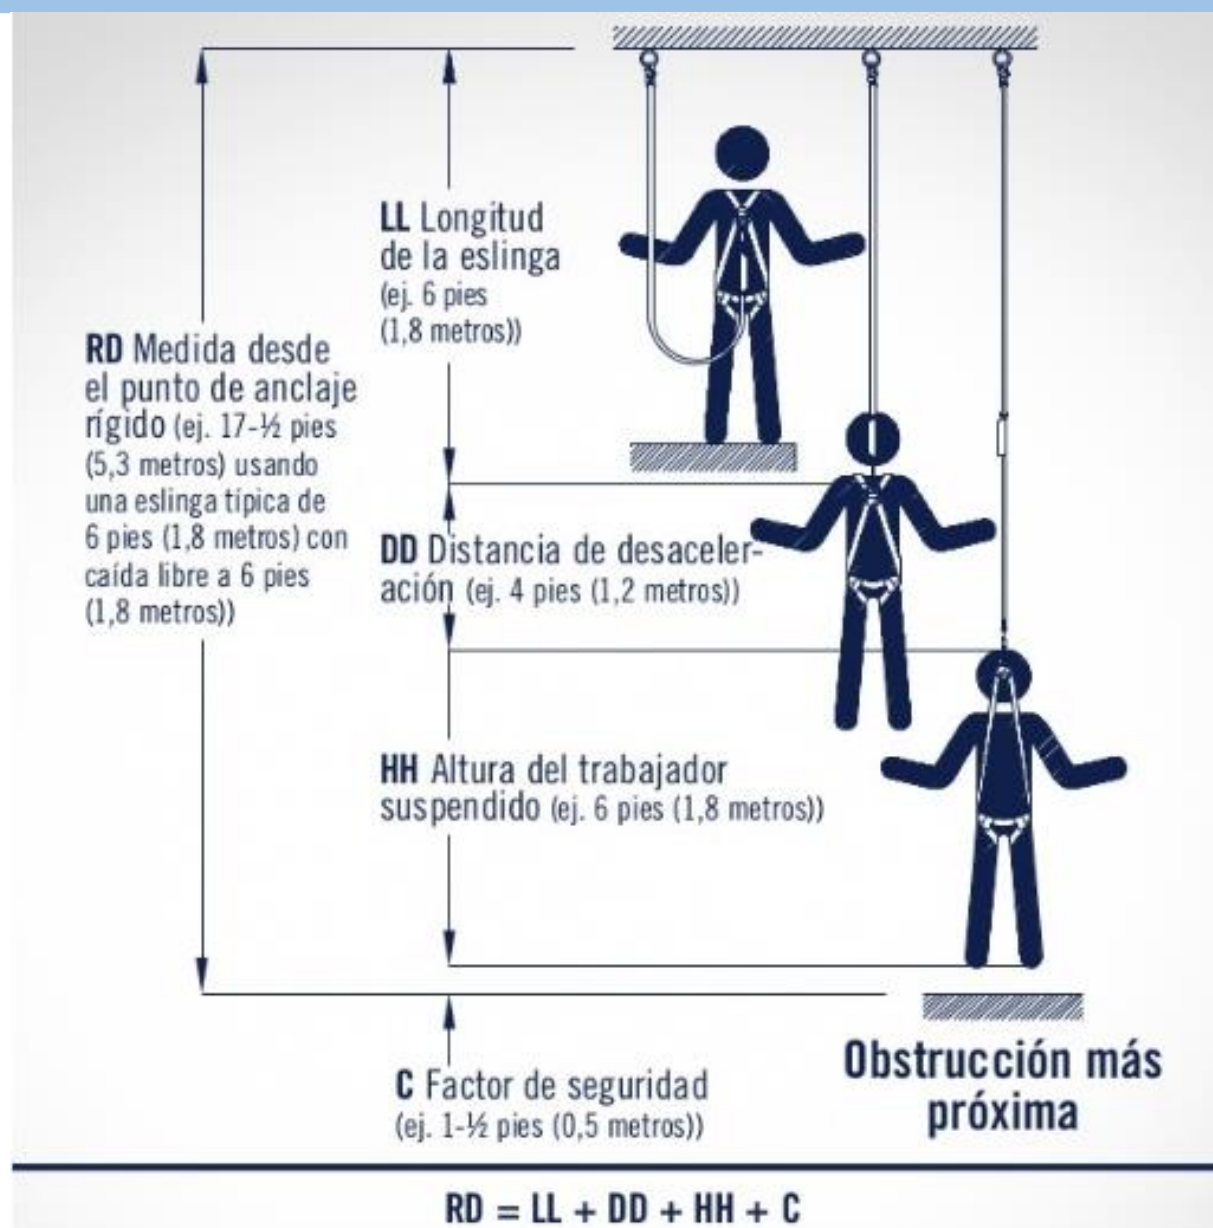 LL Longitud
de la eslinga
(ej. 6 pies
(1,8 metros))
RD Medida desde
el punto de anclaje
rígido (ej. 17-½ pies
(5,3 metros) usando
una eslinga típica de
6 pies (1,8 metros) con
caída libre a 6 pies
(1,8 metros))
DD Distancia de desaceler-
ación (ej. 4 pies (1,2 metros))
HH Altura del trabajador
suspendido (ej. 6 pies (1,8 metros))
C Factor de seguridad
(ej. 1-½ pies (0,5 metros))
Obstrucción más
próxima
RD = LL + DD + HH + C